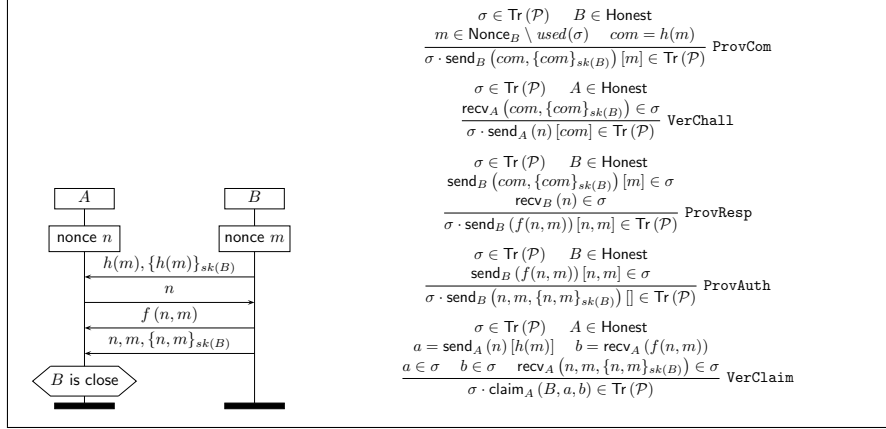 A B
nonce n nonce m
h(m), {h(m)}_{sk(B)}
n
f (n, m)
n, m, {n, m}_{sk(B)}
B is close
σ ∈ Tr (P) B ∈ Honest
m ∈ Nonce_B \ used(σ) com = h(m)
σ · send_B (com, {com}_{sk(B)}) [m] ∈ Tr (P) ProvCom
σ ∈ Tr (P) A ∈ Honest
recv_A (com, {com}_{sk(B)}) ∈ σ
σ · send_A (n) [com] ∈ Tr (P) VerChall
σ ∈ Tr (P) B ∈ Honest
send_B (com, {com}_{sk(B)}) [m] ∈ σ
recv_B (n) ∈ σ
σ · send_B (f(n, m)) [n, m] ∈ Tr (P) ProvResp
σ ∈ Tr (P) B ∈ Honest
send_B (f(n, m)) [n, m] ∈ σ
σ · send_B (n, m, {n, m}_{sk(B)}) [] ∈ Tr (P) ProvAuth
σ ∈ Tr (P) A ∈ Honest
a = send_A (n) [h(m)] b = recv_A (f(n, m))
a ∈ σ b ∈ σ recv_A (n, m, {n, m}_{sk(B)}) ∈ σ
σ · claim_A (B, a, b) ∈ Tr (P) VerClaim